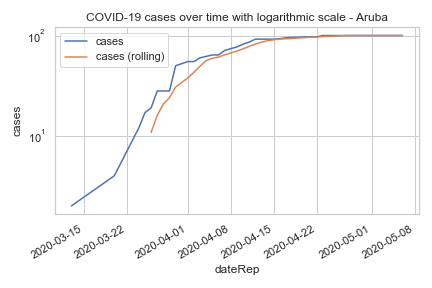 COVID-19 cases over time with logarithmic scale - Aruba
cases
cases (rolling)
10²
10¹
cases
2020-03-15
2020-03-22
2020-04-01
2020-04-08
2020-04-15
2020-04-22
2020-05-01
2020-05-08
dateRep